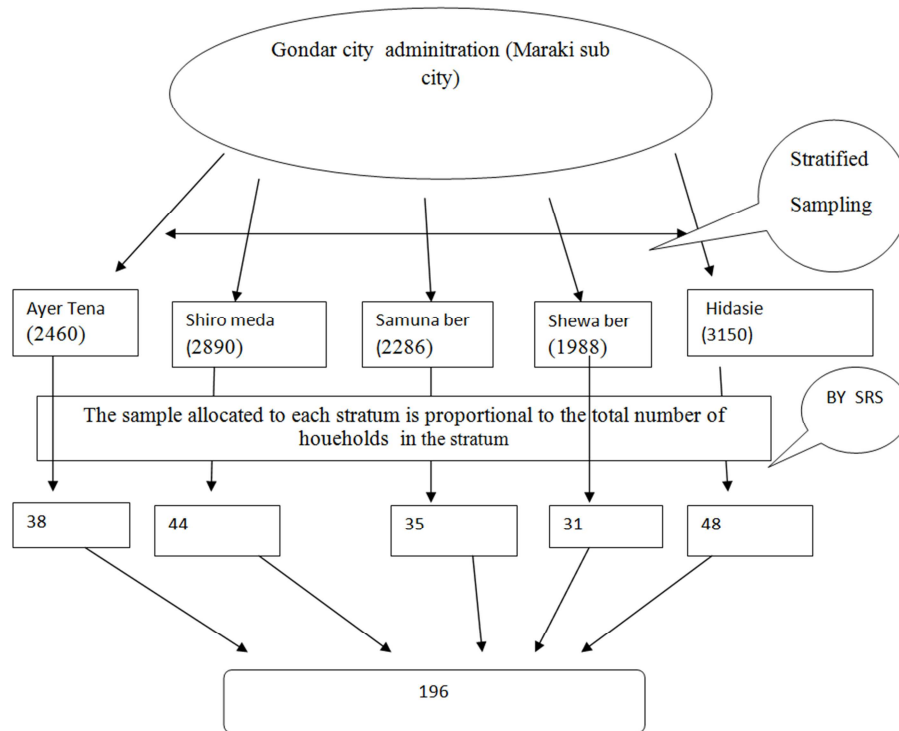 Gondar city adminitration (Maraki sub
city)
Stratified
Sampling
Ayer Tena
(2460)
Shiro meda
(2890)
Samuna ber
(2286)
Shewa ber
(1988)
Hidasie
(3150)
The sample allocated to each stratum is proportional to the total number of
houeholds in the stratum
BY SRS
38
44
35
31
48
196